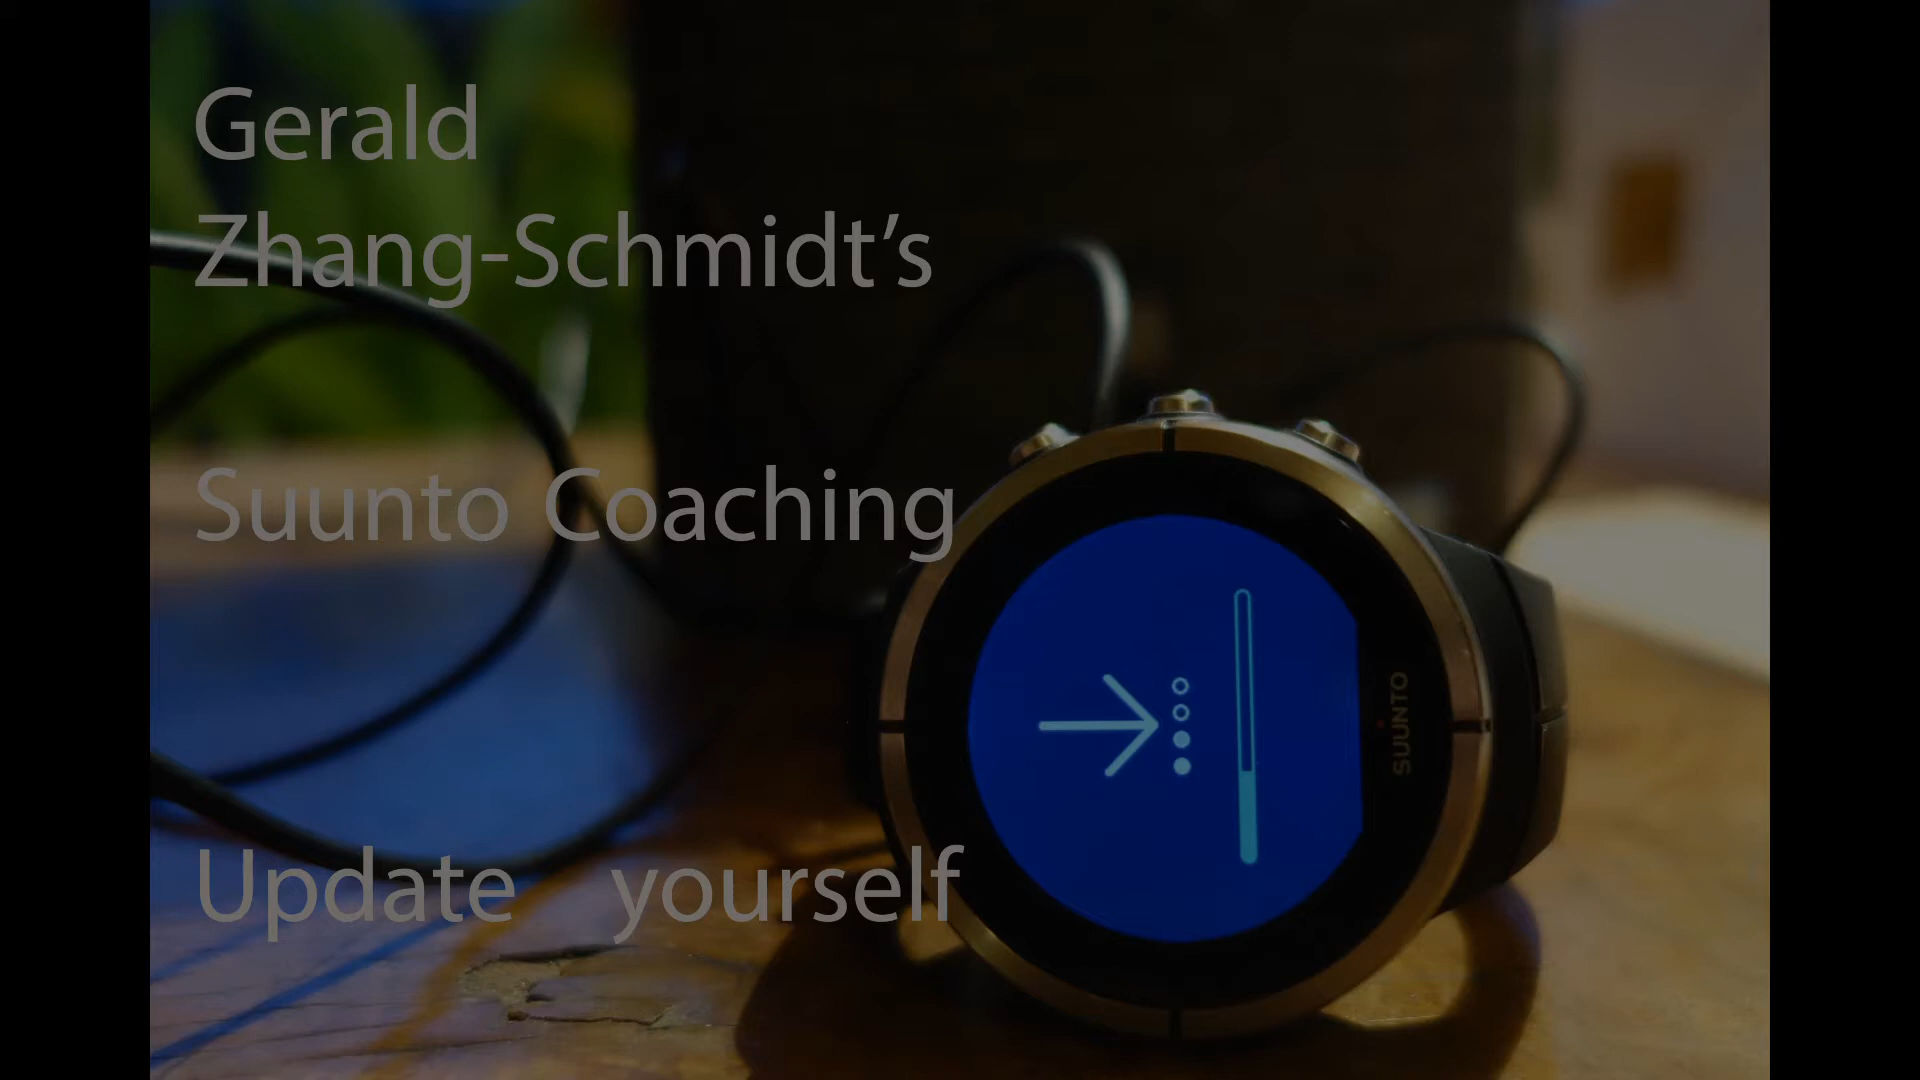 Gerald
Zhang-Schmidt’s
Suunto Coaching
Update yourself
SUUNTO